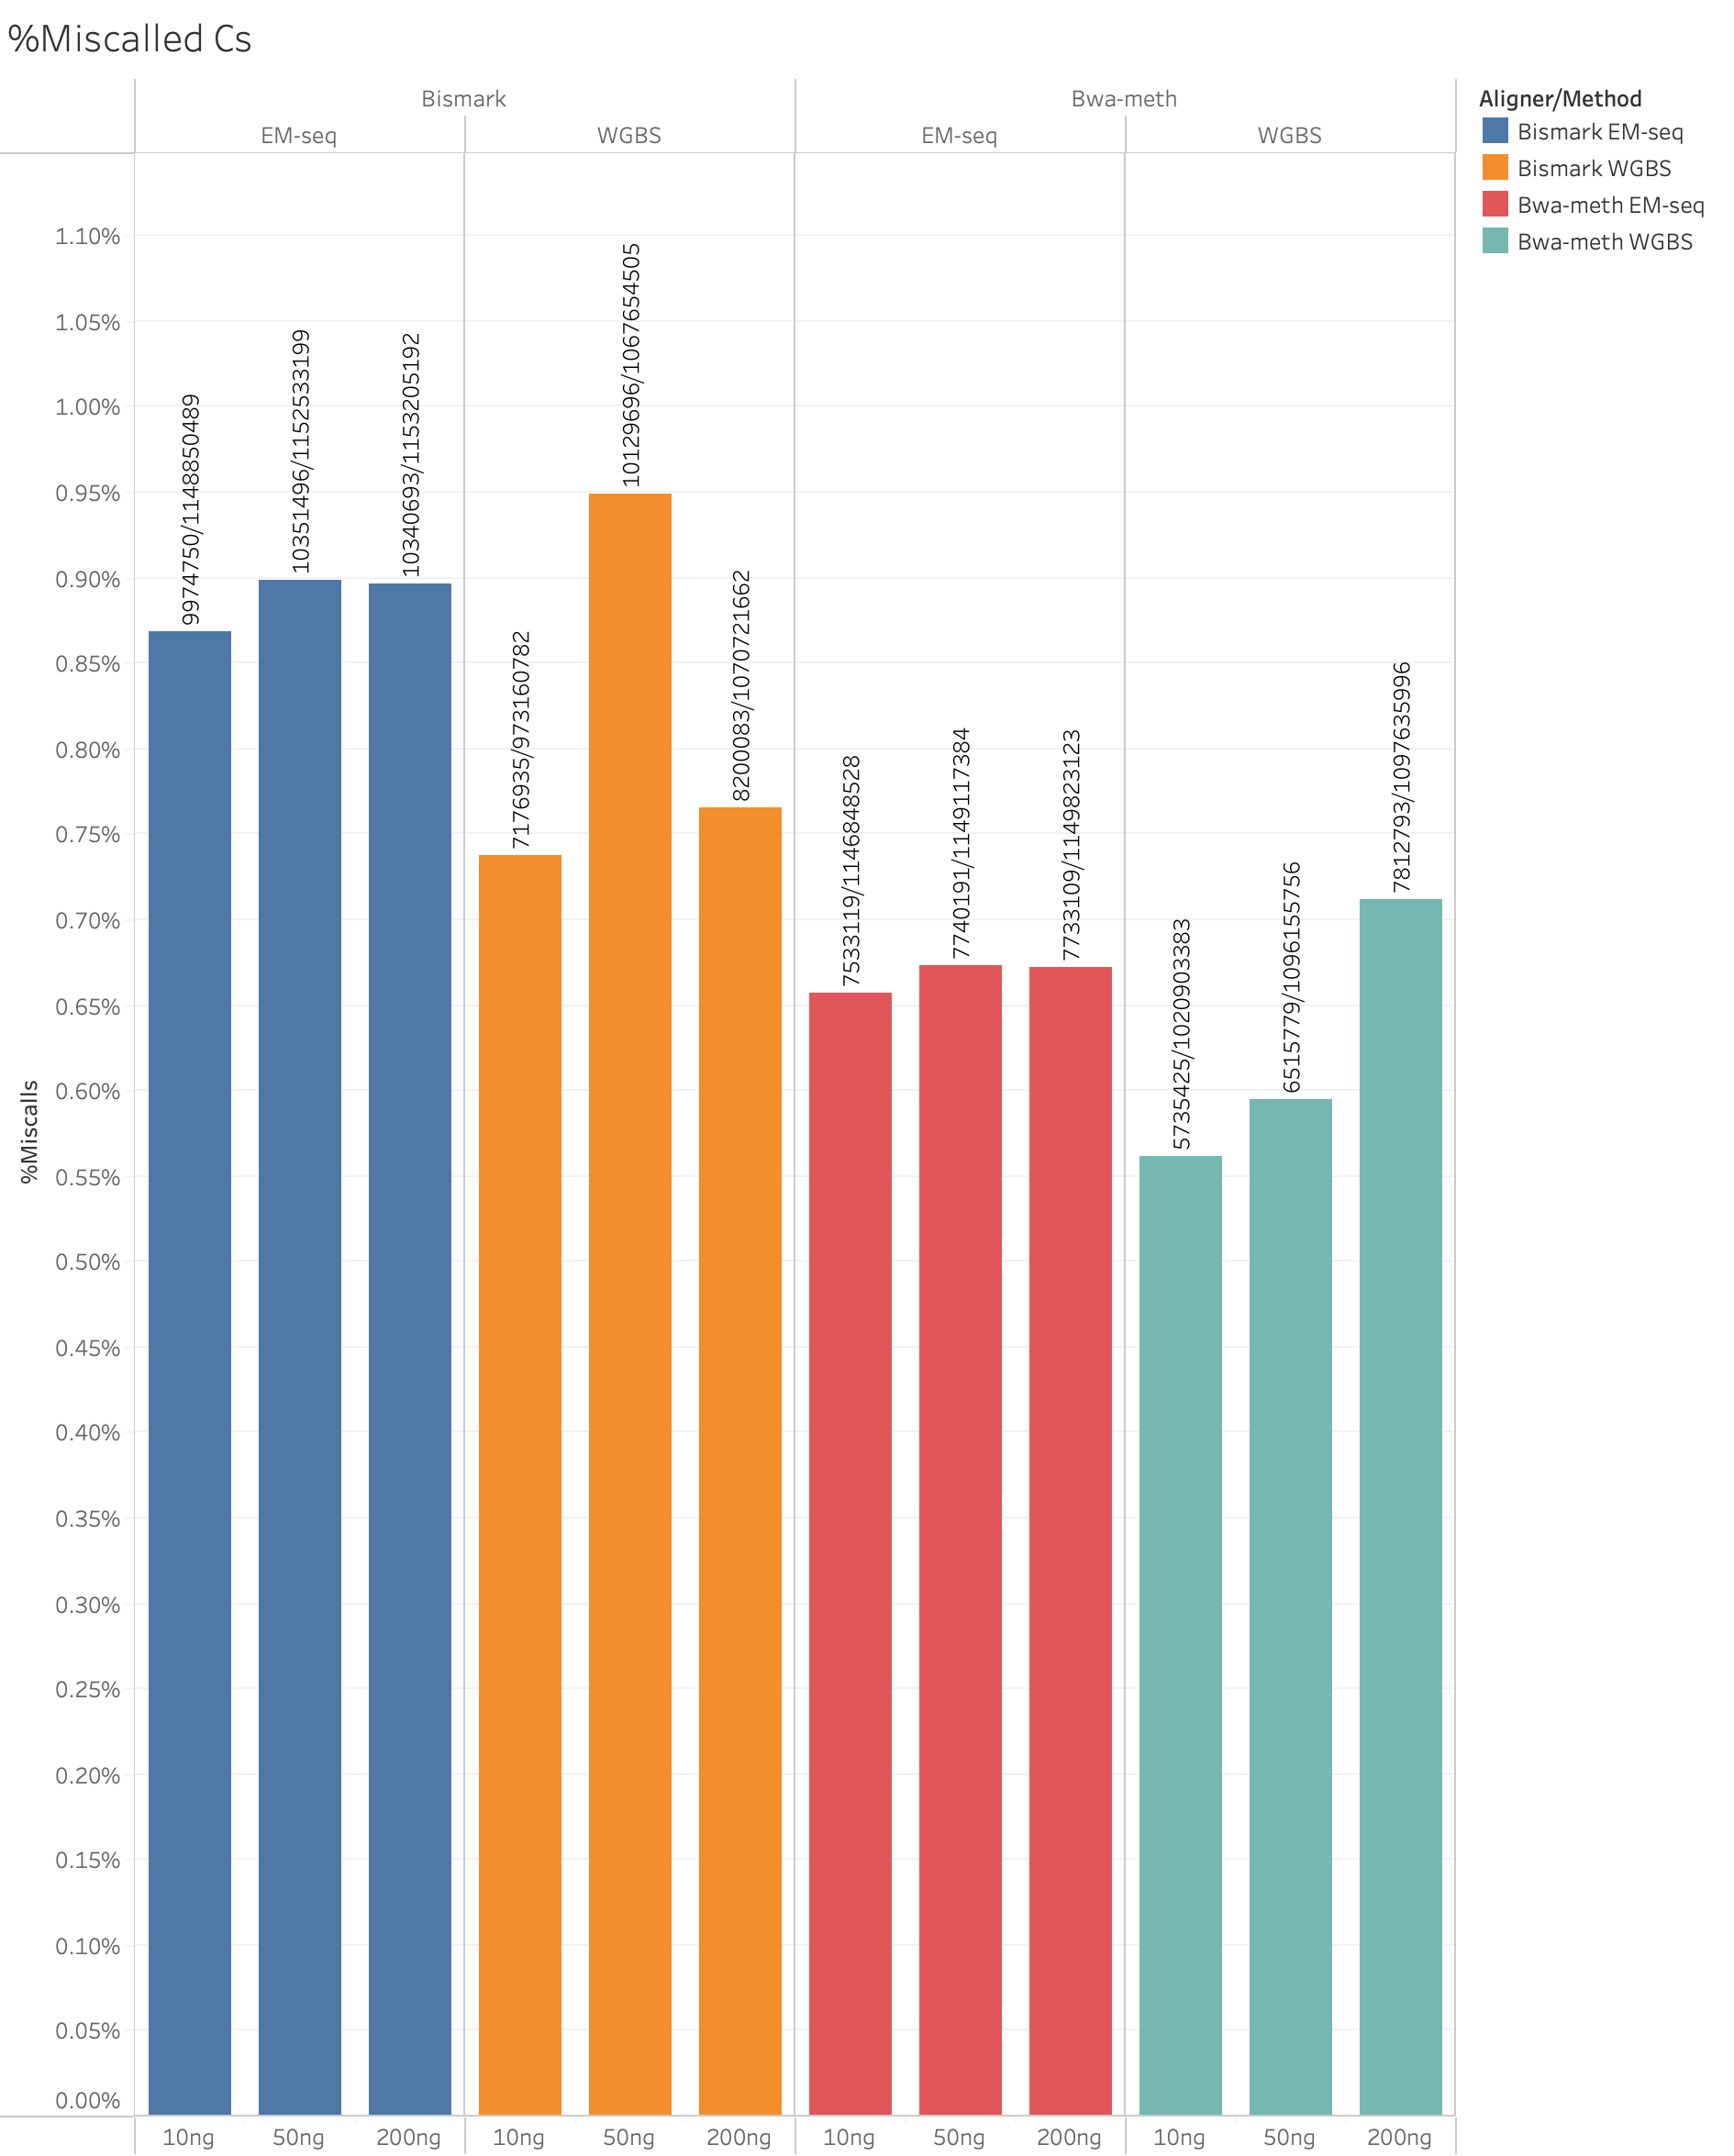 %Miscalled Cs
Bismark
Bwa-meth
EM-seq
WGBS
EM-seq
WGBS
Aligner/Method
Bismark EM-seq
Bismark WGBS
Bwa-meth EM-seq
Bwa-meth WGBS
%Miscalls
1.10%
1.05%
1.00%
0.95%
0.90%
0.85%
0.80%
0.75%
0.70%
0.65%
0.60%
0.55%
0.50%
0.45%
0.40%
0.35%
0.30%
0.25%
0.20%
0.15%
0.10%
0.05%
0.00%
9974750/1148850489
10351496/1152533199
10340693/1153205192
7176935/973160782
10129696/1067654505
8200083/1070721662
7533119/1146848528
7740191/1149117384
7733109/1149823123
5735425/1020903383
6515779/1096155756
7812793/1097635996
10ng
50ng
200ng
10ng
50ng
200ng
10ng
50ng
200ng
10ng
50ng
200ng